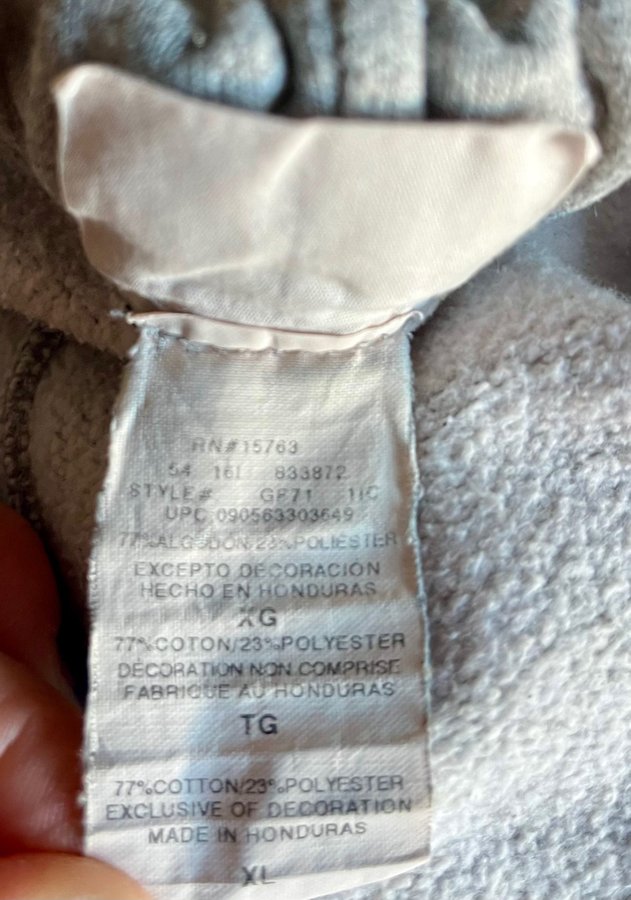 RN#15763
54 16I 833872
STYLE# GF71 1IC
UPC 090563303649
77%ALGODON/23%POLIESTER
EXCEPTO DECORACION
HECHO EN HONDURAS
XG
77%COTON/23%POLYESTER
DECORATION NON COMPRISE
FABRIQUE AU HONDURAS
TG
77%COTTON/23%POLYESTER
EXCLUSIVE OF DECORATION
MADE IN HONDURAS
XL